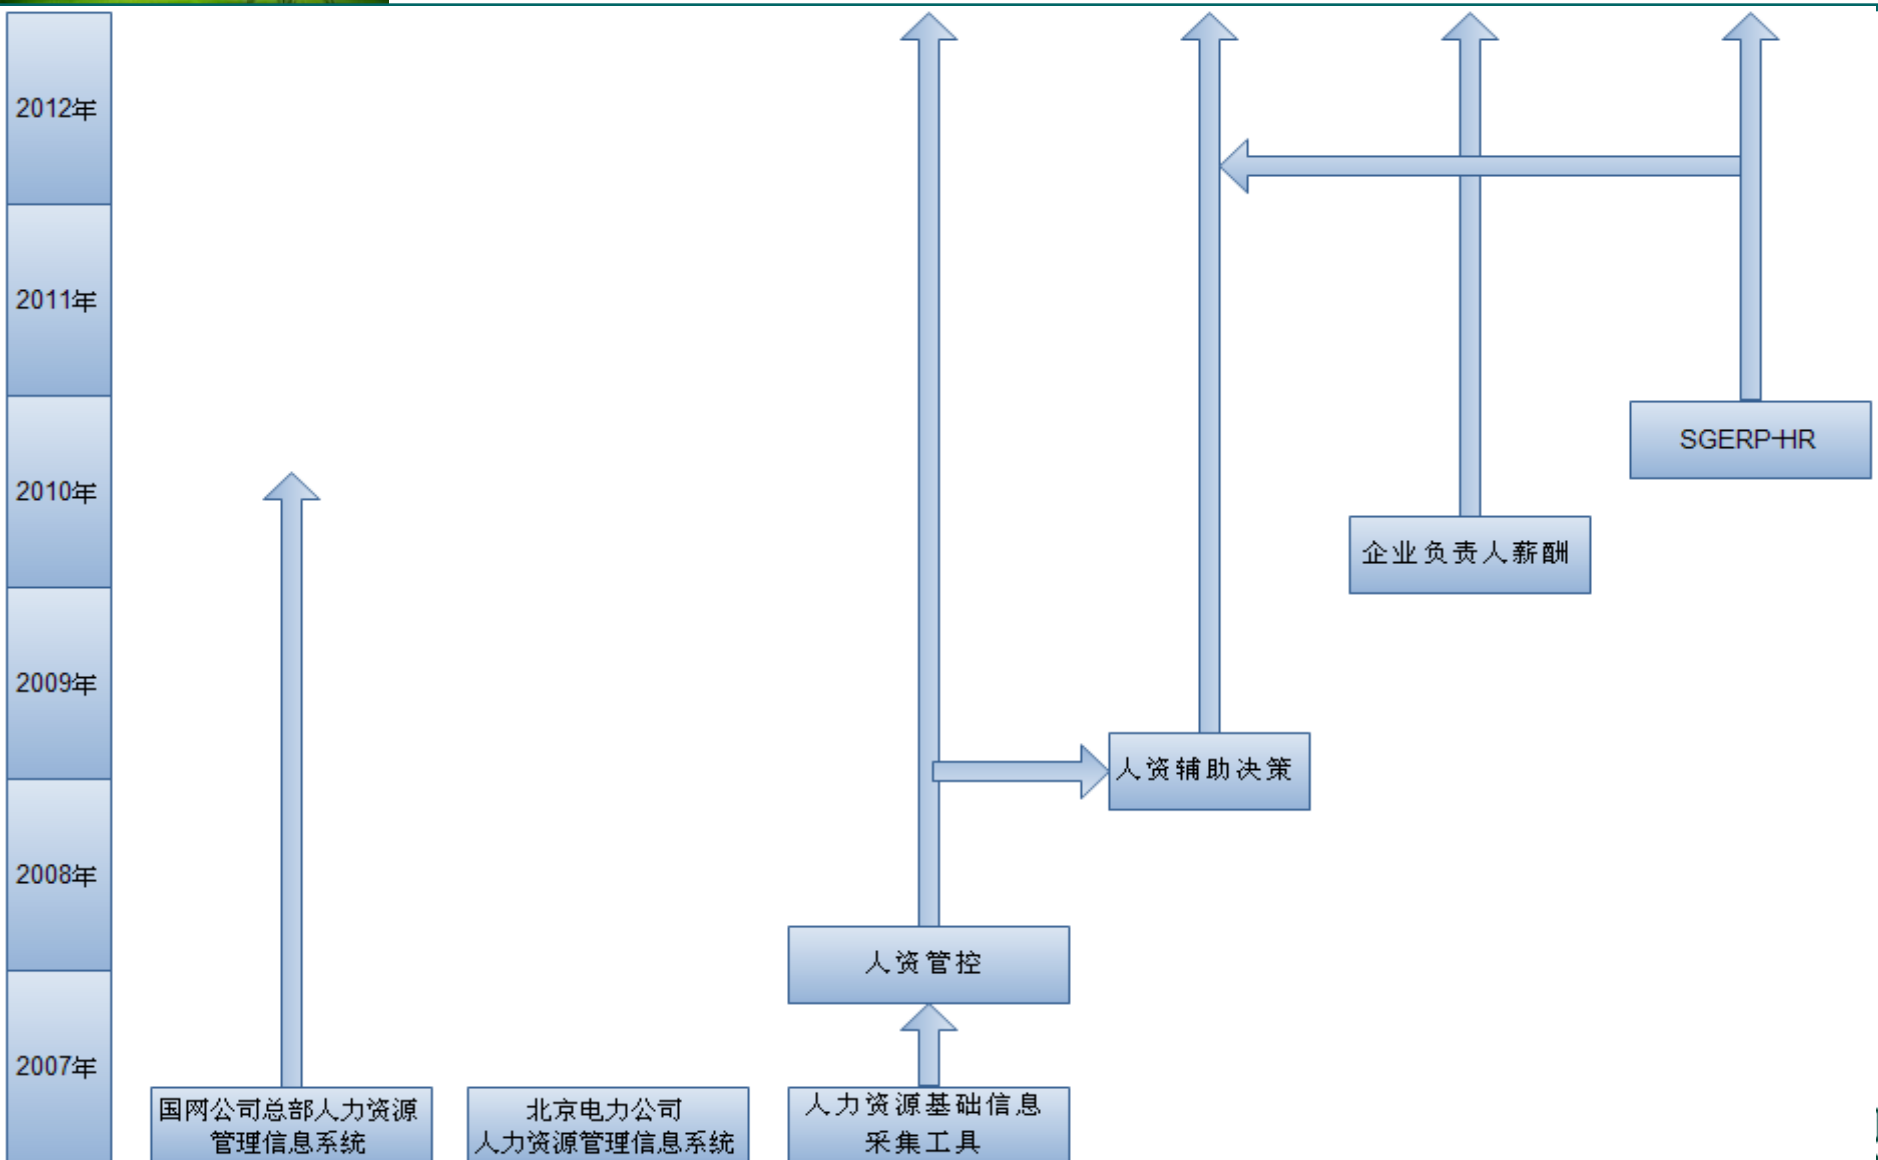 2012年
2011年
SGERP-HR
2010年
企业负责人薪酬
2009年
人资辅助决策
2008年
人资管控
2007年
国网公司总部人力资源
管理信息系统
北京电力公司
人力资源管理信息系统
人力资源基础信息
采集工具